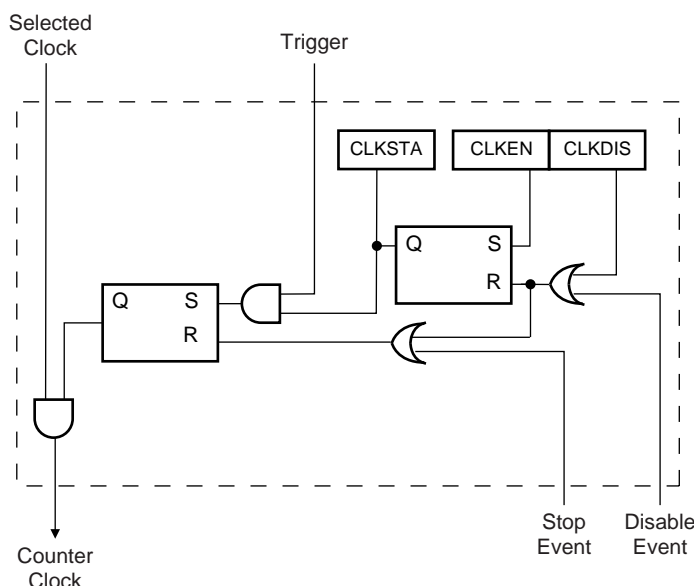 Selected
Clock
Trigger
CLKSTA
CLKEN
CLKDIS
Q
S
R
Q
S
R
Stop
Event
Disable
Event
Counter
Clock